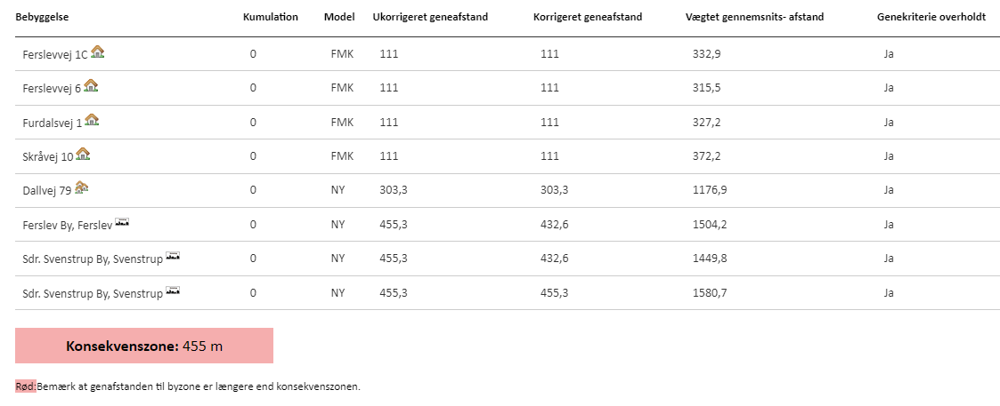 Bebyggelse Kumulation Model Ukorrigeret geneafstand Korrigeret geneafstand Vægtet gennemsnits- afstand Genekriterie overholdt
Ferslevvej 1C 0 FMK 111 111 332,9 Ja
Ferslevvej 6 0 FMK 111 111 315,5 Ja
Furdalsvej 1 0 FMK 111 111 327,2 Ja
Skråvej 10 0 FMK 111 111 372,2 Ja
Dallvej 79 0 NY 303,3 303,3 1176,9 Ja
Ferslev By, Ferslev 0 NY 455,3 432,6 1504,2 Ja
Sdr. Svenstrup By, Svenstrup 0 NY 455,3 432,6 1449,8 Ja
Sdr. Svenstrup By, Svenstrup 0 NY 455,3 455,3 1580,7 Ja
Konsekvenszone: 455 m
Rød:Bemærk at genafstanden til byzone er længere end konsekvenszonen.